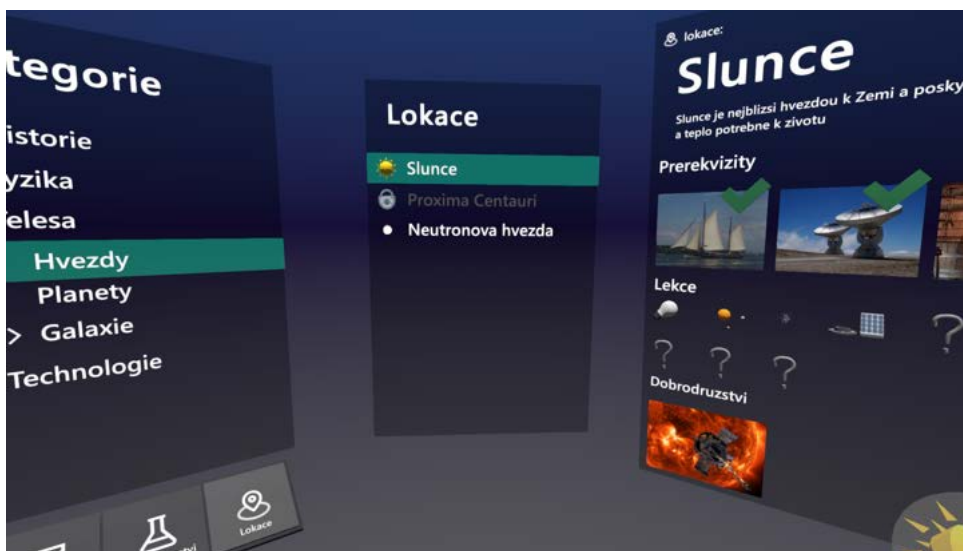 tegorie
istorie
yzika
elesa
Hvezdy
Planety
> Galaxie
Technologie
tvi
Lokace
Lokace
Slunce
Proxima Centauri
Neutronova hvezda
lokace:
Slunce
Slunce je nejblizsi hvezdou k Zemi a posky
a teplo potrebne k zivotu
Prerekvizity
Lekce
? ? ? ?
Dobrodruzstvi